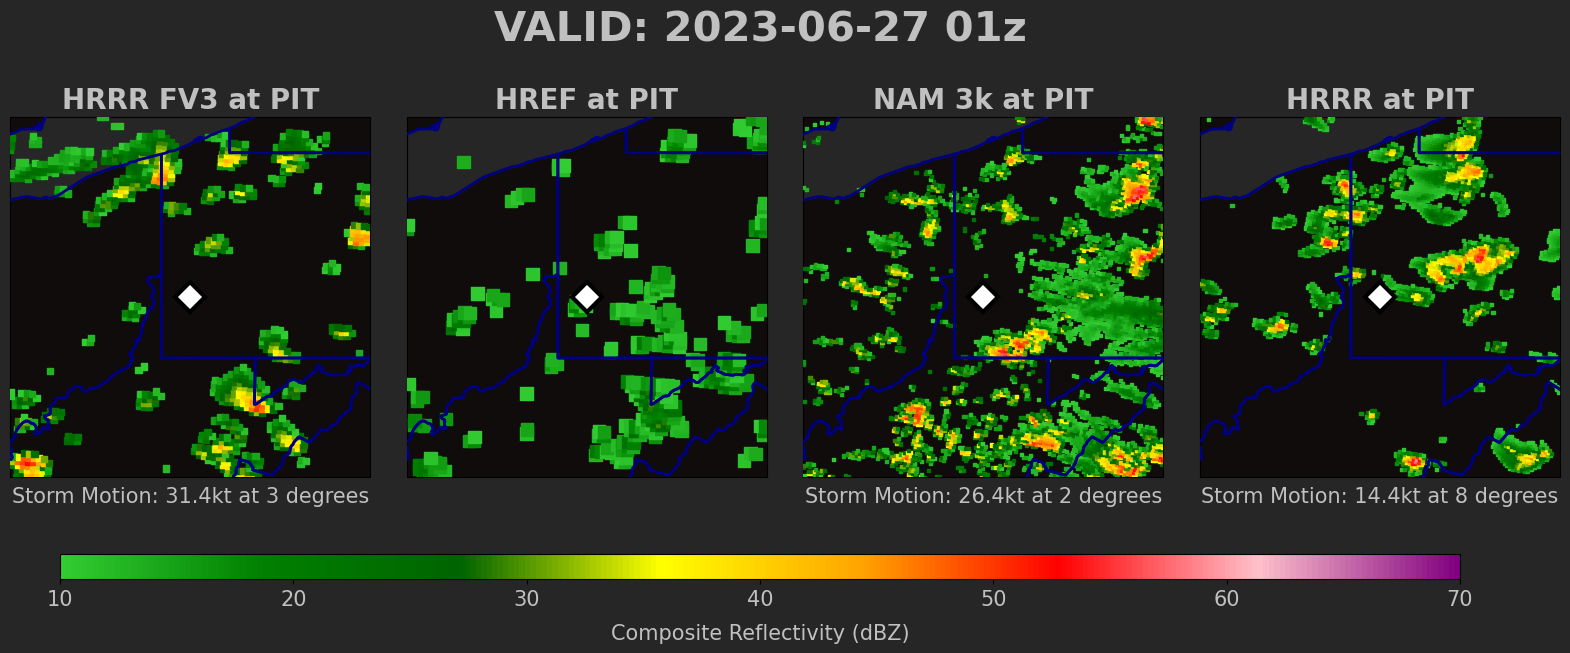 VALID: 2023-06-27 01z
HRRR FV3 at PIT
HREF at PIT
NAM 3k at PIT
HRRR at PIT
Storm Motion: 31.4kt at 3 degrees
Storm Motion: 26.4kt at 2 degrees
Storm Motion: 14.4kt at 8 degrees
10 20 30 40 50 60 70
Composite Reflectivity (dBZ)